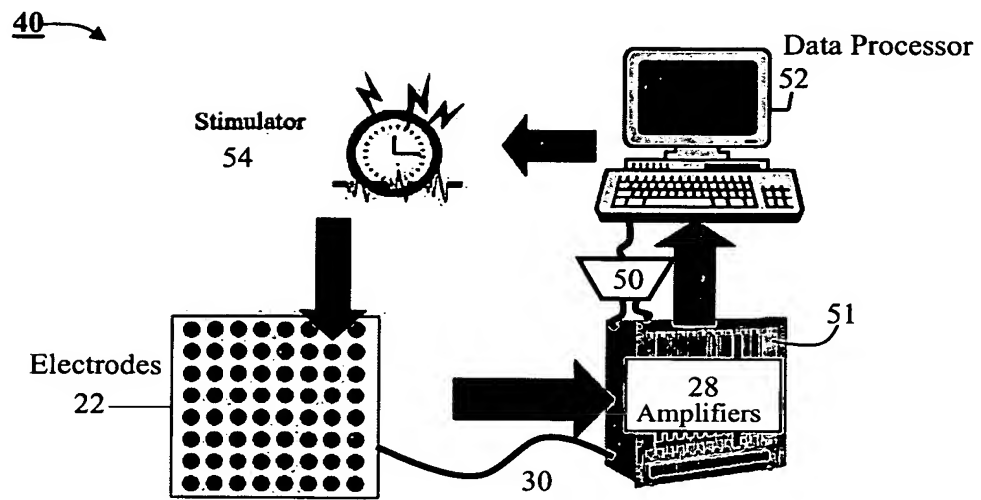 40
Data Processor
52
Stimulator
54
50
51
Electrodes
22
28
Amplifiers
30